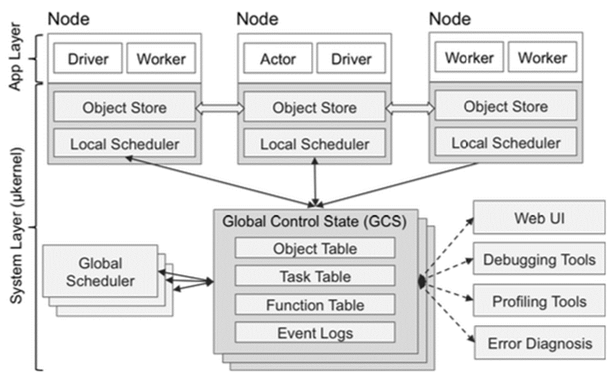 Node
Node
Node
App Layer
Driver
Worker
Actor
Driver
Worker
Worker
System Layer (μkernel)
Object Store
Object Store
Object Store
Local Scheduler
Local Scheduler
Local Scheduler
Global Control State (GCS)
Object Table
Task Table
Function Table
Event Logs
Global
Scheduler
Web UI
Debugging Tools
Profiling Tools
Error Diagnosis